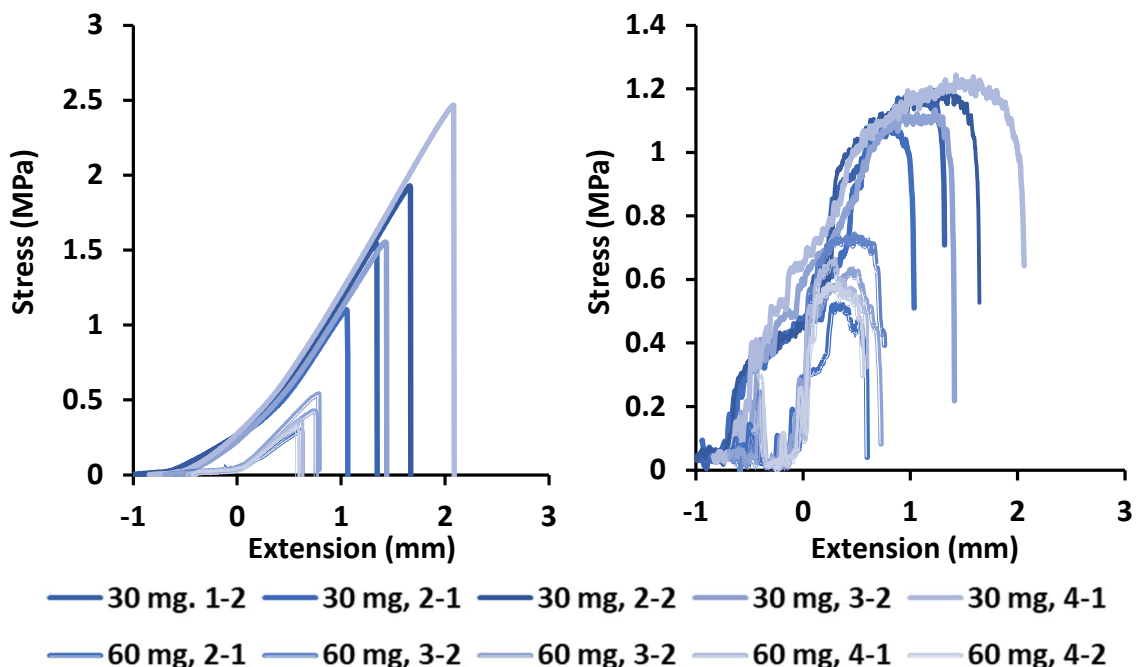 3
2.5
2
1.5
1
0.5
0
-1 0 1 2 3
Stress (MPa)
Extension (mm)
1.4
1.2
1
0.8
0.6
0.4
0.2
0
-1 0 1 2 3
Stress (MPa)
Extension (mm)
30 mg. 1-2 30 mg, 2-1 30 mg, 2-2 30 mg, 3-2 30 mg, 4-1
60 mg, 2-1 60 mg, 3-2 60 mg, 3-2 60 mg, 4-1 60 mg, 4-2